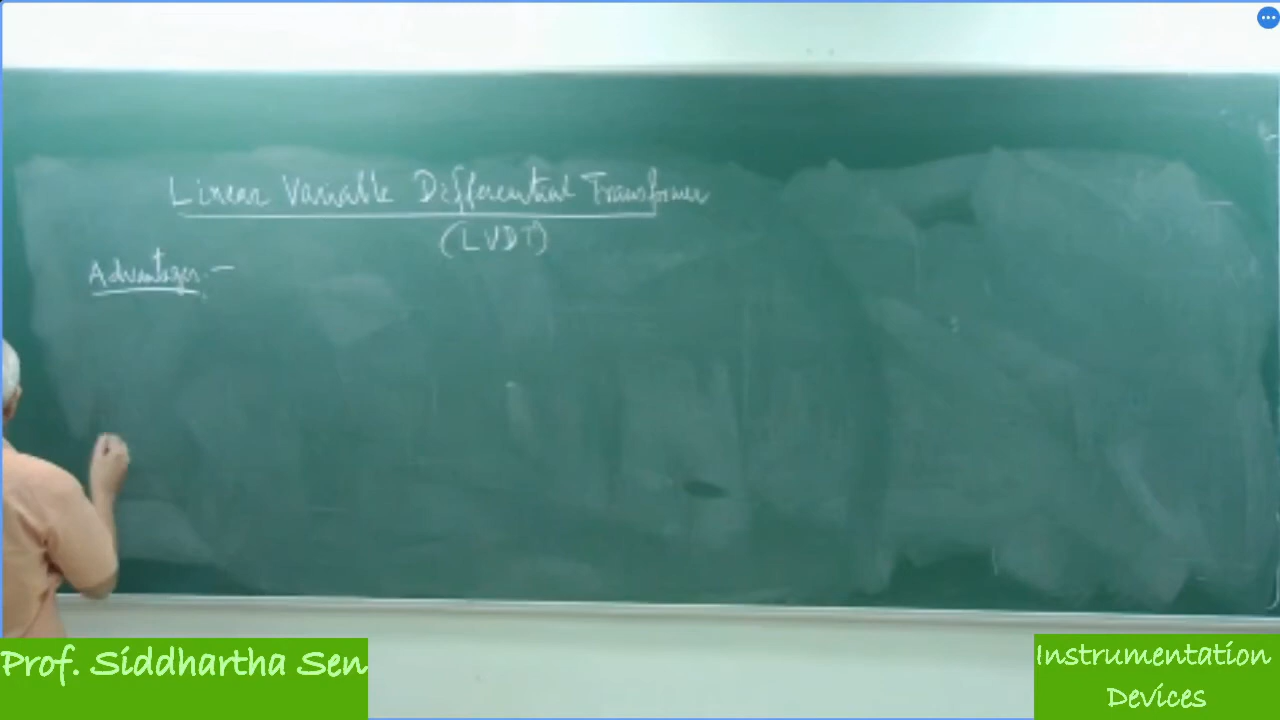 Linear Variable Differential Transformer
(LVDT)
Advantages:-
Prof. Siddhartha Sen
Instrumentation
Devices